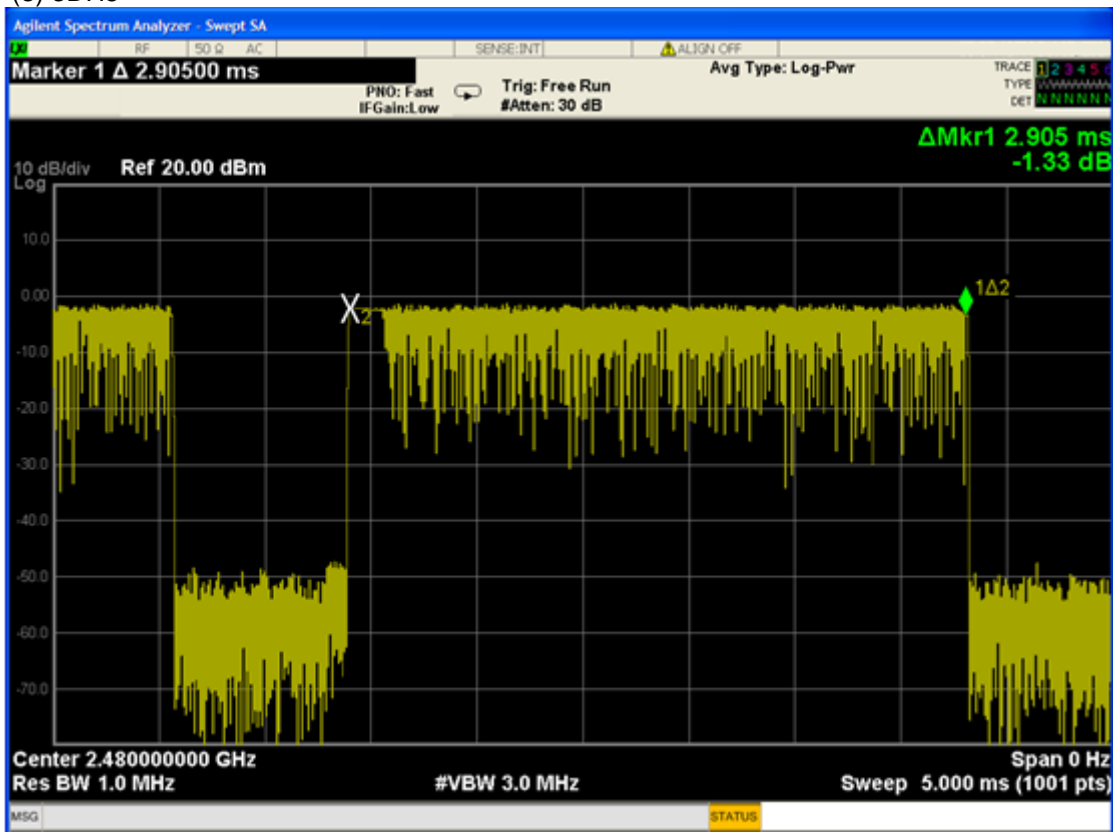 Agilent Spectrum Analyzer - Swept SA
RF 50 Ω AC SENSE:INT ALIGN OFF
Marker 1 Δ 2.90500 ms
PNO: Fast
IFGain:Low
Trig: Free Run
#Atten: 30 dB
Avg Type: Log-Pwr
TRACE 1 2 3 4 5 6
TYPE
DET N N N N N N
ΔMkr1 2.905 ms
-1.33 dB
10 dB/div Ref 20.00 dBm
Log
10.0
0.00
-10.0
-20.0
-30.0
-40.0
-50.0
-60.0
-70.0
X2
1Δ2
Center 2.480000000 GHz Span 0 Hz
Res BW 1.0 MHz #VBW 3.0 MHz Sweep 5.000 ms (1001 pts)
MSG STATUS